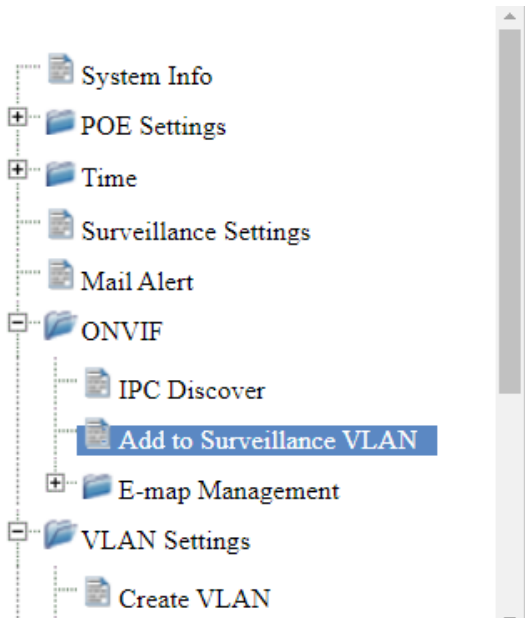 System Info
POE Settings
Time
Surveillance Settings
Mail Alert
ONVIF
IPC Discover
Add to Surveillance VLAN
E-map Management
VLAN Settings
Create VLAN